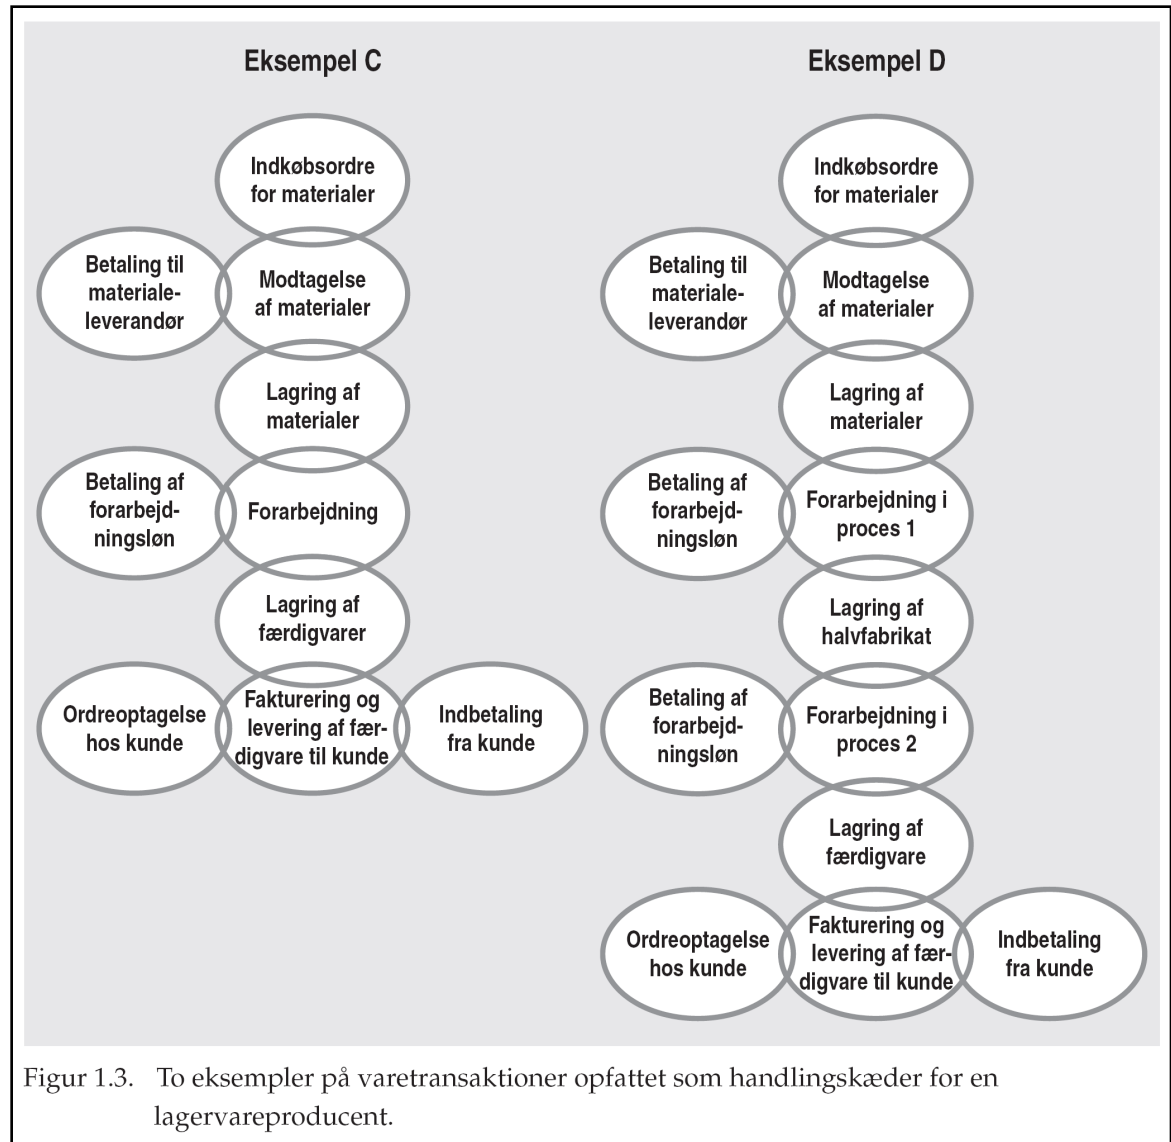 Eksempel C
Indkøbsordre
for materialer
Betaling til
materiale-
leverandør
Modtagelse
af materialer
Lagring af
materialer
Betaling af
forarbejd-
ningsløn
Forarbejdning
Lagring af
færdigvarer
Ordreoptagelse
hos kunde
Fakturering og
levering af fær-
digvare til kunde
Indbetaling
fra kunde
Eksempel D
Indkøbsordre
for materialer
Betaling til
materiale-
leverandør
Modtagelse
af materialer
Lagring af
materialer
Betaling af
forarbejd-
ningsløn
Forarbejdning i
proces 1
Lagring af
halvfabrikat
Betaling af
forarbejd-
ningsløn
Forarbejdning i
proces 2
Lagring af
færdigvare
Ordreoptagelse
hos kunde
Fakturering og
levering af fær-
digvare til kunde
Indbetaling
fra kunde
Figur 1.3. To eksempler på varetransaktioner opfattet som handlingskæder for en
lagervareproducent.